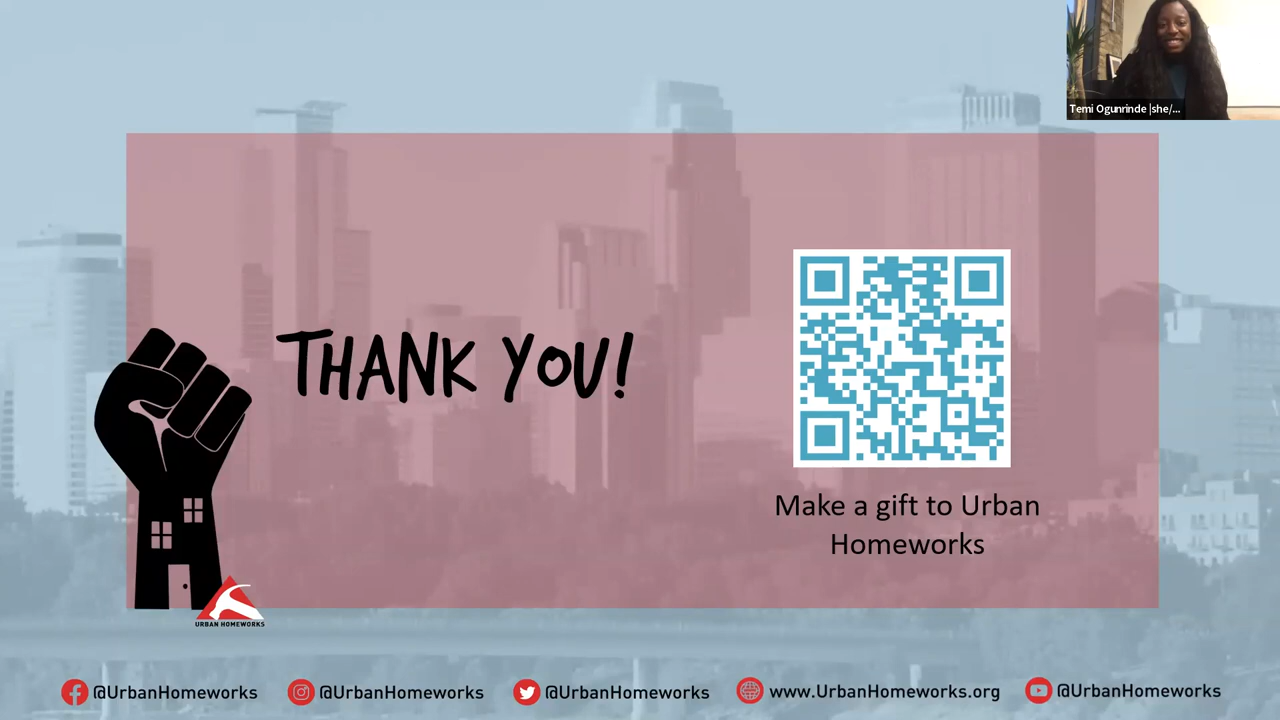 Temi Ogunrinde |she/...
THANK YOU!
Make a gift to Urban
Homeworks
URBAN HOMEWORKS
@UrbanHomeworks
@UrbanHomeworks
@UrbanHomeworks
www.UrbanHomeworks.org
@UrbanHomeworks